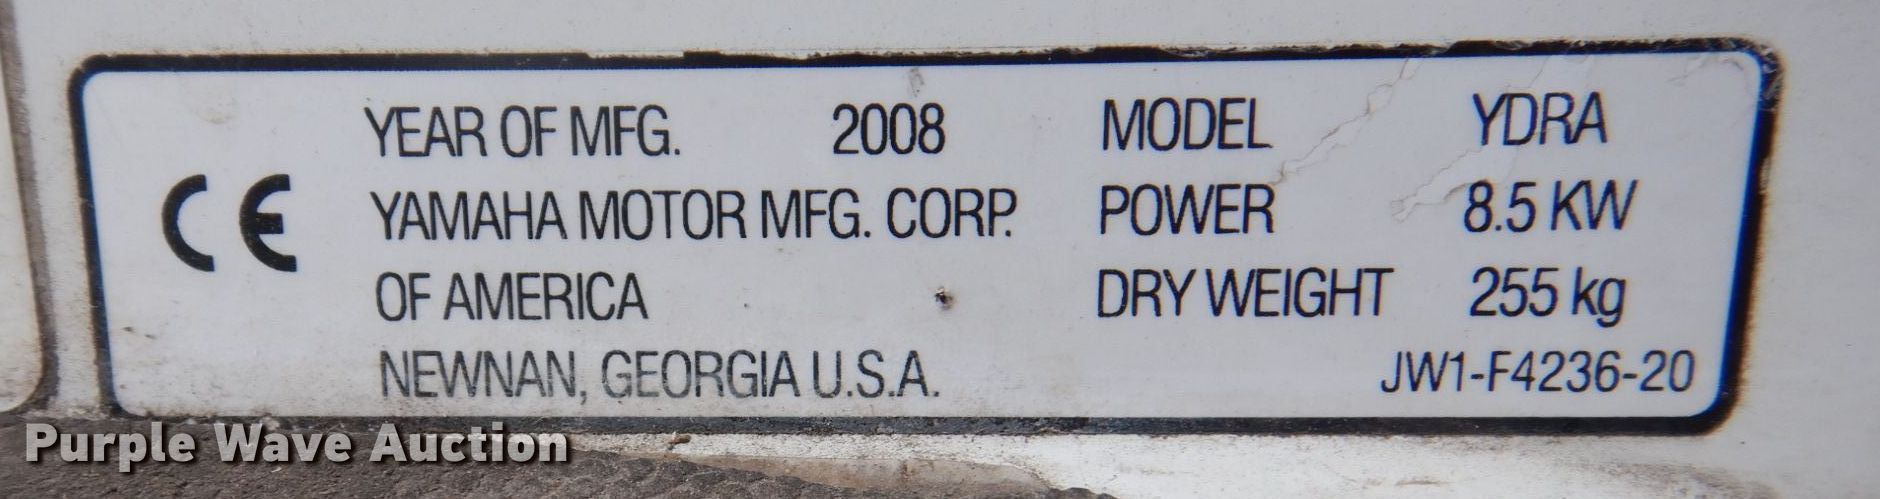 CE
YEAR OF MFG. 2008
YAMAHA MOTOR MFG. CORP.
OF AMERICA
NEWNAN, GEORGIA U.S.A.
MODEL YDRA
POWER 8.5 KW
DRY WEIGHT 255 kg
JW1-F4236-20
Purple Wave Auction